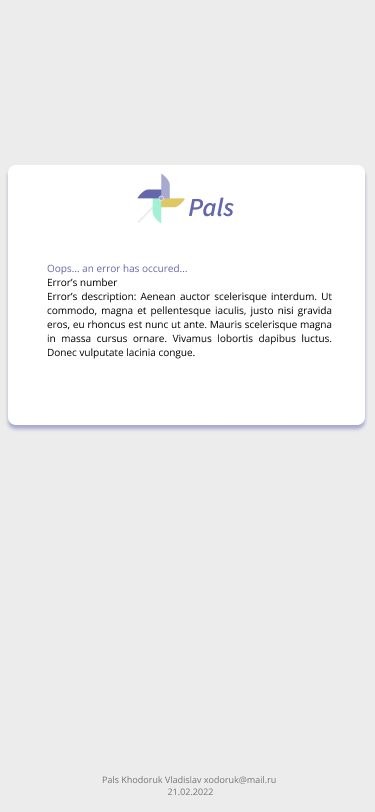 Pals
Oops... an error has occured...
Error's number
Error's description: Aenean auctor scelerisque interdum. Ut
commodo, magna et pellentesque iaculis, justo nisi gravida
eros, eu rhoncus est nunc ut ante. Mauris scelerisque magna
in massa cursus ornare. Vivamus lobortis dapibus luctus.
Donec vulputate lacinia congue.
Pals Khodoruk Vladislav xodoruk@mail.ru
21.02.2022